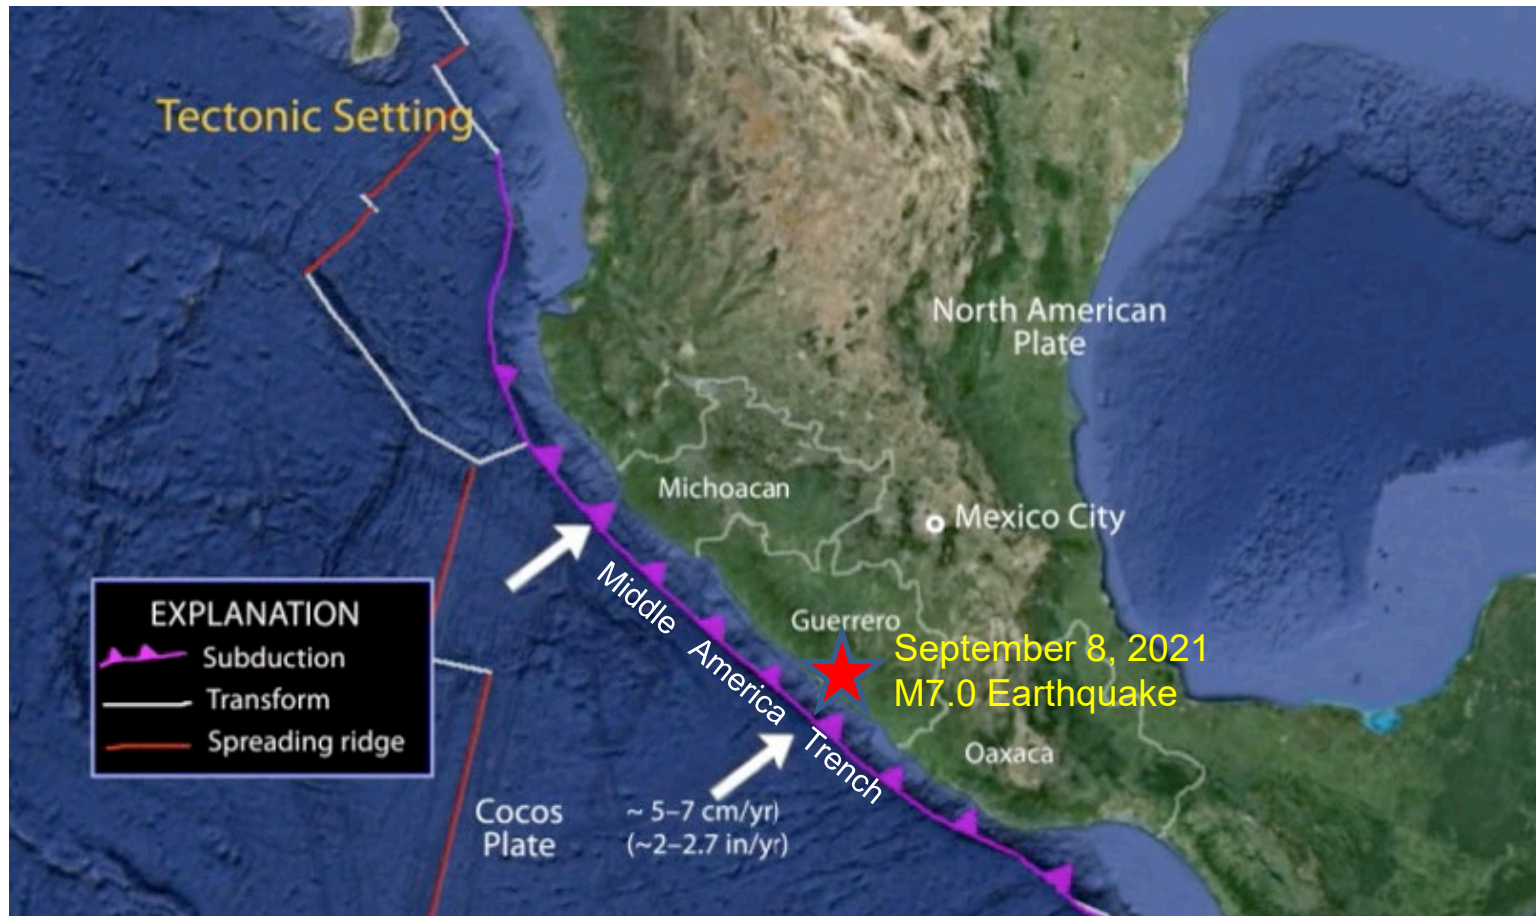 Tectonic Setting
North American
Plate
Michoacan
Mexico City
Middle America Trench
Guerrero
September 8, 2021
M7.0 Earthquake
Oaxaca
EXPLANATION
Subduction
Transform
Spreading ridge
Cocos
Plate
~ 5–7 cm/yr)
(~2–2.7 in/yr)